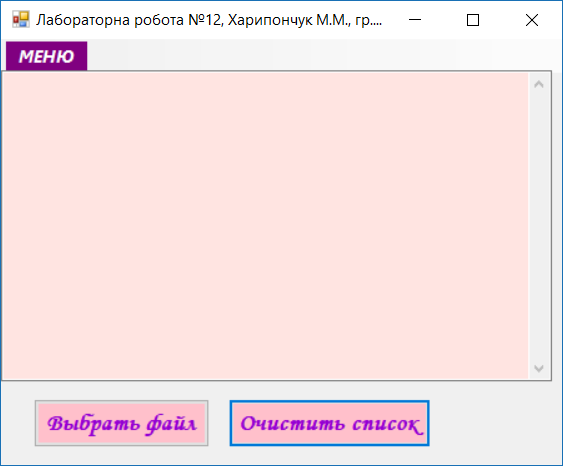 Лабораторна робота №12, Харипончук М.М., гр....
МЕНЮ
Выбрать файл
Очистить список